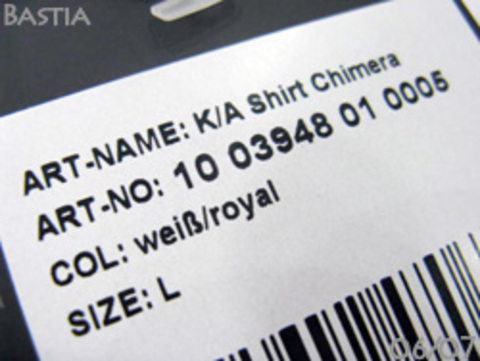 BASTIA
ART-NAME: K/A Shirt Chimera
ART-NO: 10 03948 01 0005
COL: weiß/royal
SIZE: L
06/07